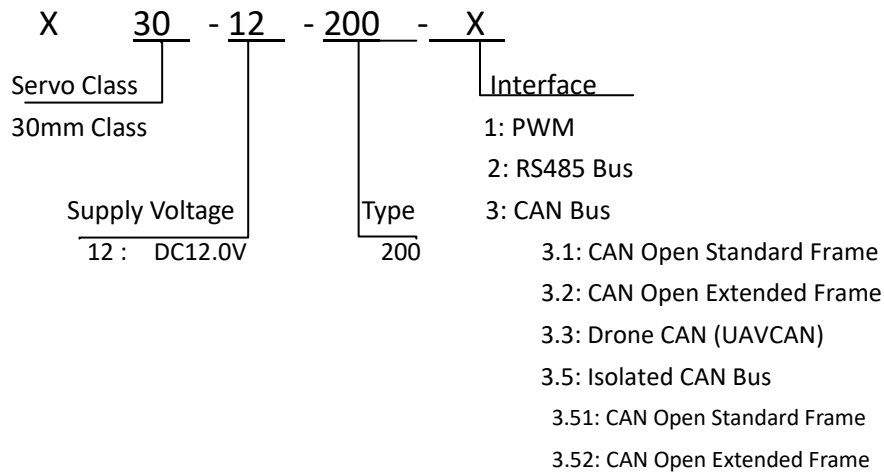 X 30 - 12 - 200 - X
Servo Class
30mm Class
Supply Voltage
12 : DC12.0V
Type
200
Interface
1: PWM
2: RS485 Bus
3: CAN Bus
3.1: CAN Open Standard Frame
3.2: CAN Open Extended Frame
3.3: Drone CAN (UAVCAN)
3.5: Isolated CAN Bus
3.51: CAN Open Standard Frame
3.52: CAN Open Extended Frame